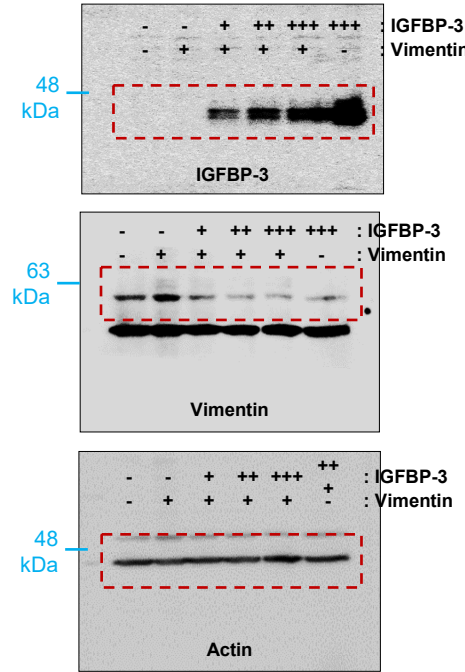 - - + ++ +++ +++ : IGFBP-3
- + + + + - : Vimentin
48
kDa
IGFBP-3
- - + ++ +++ +++ : IGFBP-3
- + + + + - : Vimentin
63
kDa
Vimentin
- - + ++ +++ ++
+ : IGFBP-3
- + + + + - : Vimentin
48
kDa
Actin